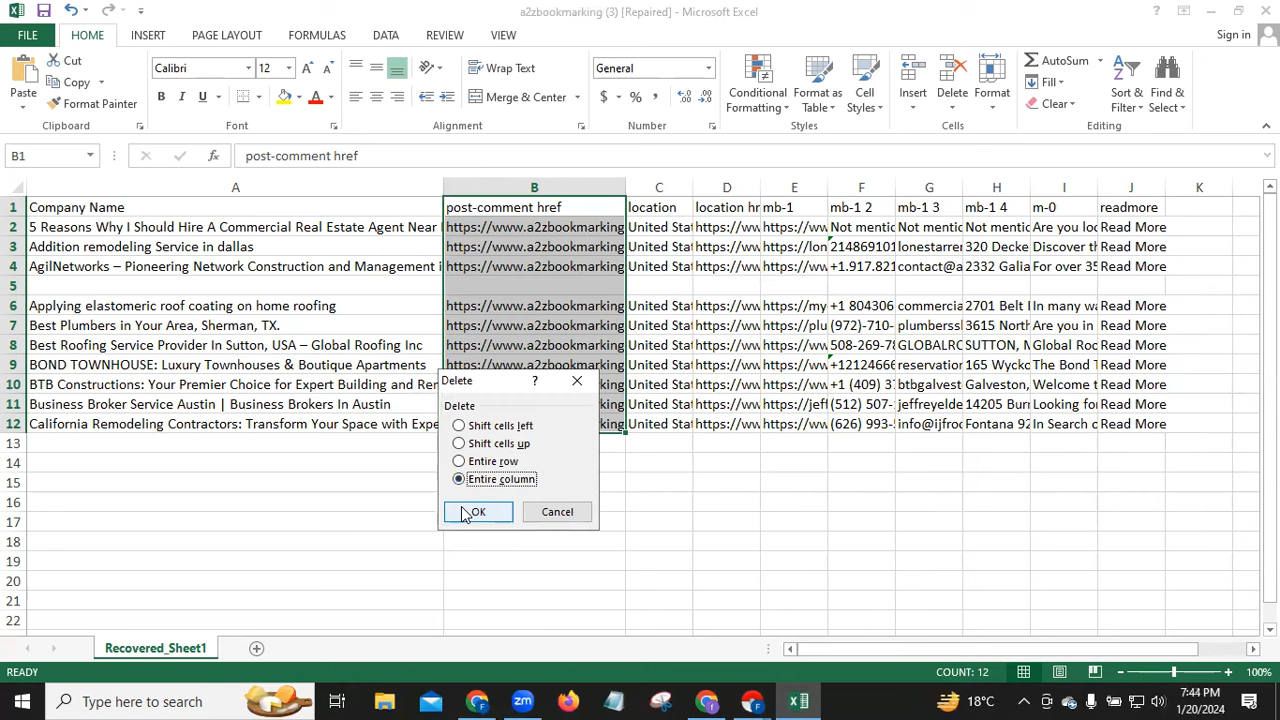 a2zbookmarking (3) [Repaired] - Microsoft Excel
FILE HOME INSERT PAGE LAYOUT FORMULAS DATA REVIEW VIEW Sign in
Paste Cut Copy Format Painter
Calibri 12
Wrap Text
Merge & Center
General
Conditional Formatting
Format as Table
Cell Styles
Insert Delete Format
AutoSum
Fill
Clear
Sort & Filter
Find & Select
Clipboard Font Alignment Number Styles Cells Editing
B1 post-comment href
A B C D E F G H I J K
1 Company Name post-comment href location location hr mb-1 mb-1 2 mb-1 3 mb-1 4 m-0 readmore
2 5 Reasons Why I Should Hire A Commercial Real Estate Agent Near https://www.a2zbookmarking United Stat https://ww https://ww Not mentic Not mentic Not mentic Are you loc Read More
3 Addition remodeling Service in dallas https://www.a2zbookmarking United Stat https://ww https://lon 214869101 lonestarrer 320 Decke Discover th Read More
4 AgilNetworks – Pioneering Network Construction and Management i https://www.a2zbookmarking United Stat https://ww https://ww +1.917.821 contact@a 2332 Galia For over 35 Read More
5
6 Applying elastomeric roof coating on home roofing https://www.a2zbookmarking United Stat https://ww https://my +1 804306 commercia 2701 Belt In many wa Read More
7 Best Plumbers in Your Area, Sherman, TX. https://www.a2zbookmarking United Stat https://ww https://plu (972)-710- plumberssl 3615 North Are you in Read More
8 Best Roofing Service Provider In Sutton, USA – Global Roofing Inc https://www.a2zbookmarking United Stat https://ww https://ww 508-269-78 GLOBALRO SUTTON, M Global Roo Read More
9 BOND TOWNHOUSE: Luxury Townhouses & Boutique Apartments https://www.a2zbookmarking United Stat https://ww https://ww +12124666 reservation 165 Wycko The Bond T Read More
10 BTB Constructions: Your Premier Choice for Expert Building and Rer United Stat https://ww https://ww +1 (409) 37 btbgalvest Galveston, Welcome t Read More
11 Business Broker Service Austin | Business Brokers In Austin United Stat https://ww https://jeff (512) 507- jeffreyelde 14205 Burn Looking for Read More
12 California Remodeling Contractors: Transform Your Space with Expe United Stat https://ww https://ww (626) 993-5 info@ijfroc Fontana 92 In Search c Read More
13
14
15
16
17
18
19
20
21
22
Delete ?
Delete
Shift cells left
Shift cells up
Entire row
Entire column
OK Cancel
Recovered_Sheet1
READY COUNT: 12 100%
Type here to search 18°C 7:44 PM
1/20/2024